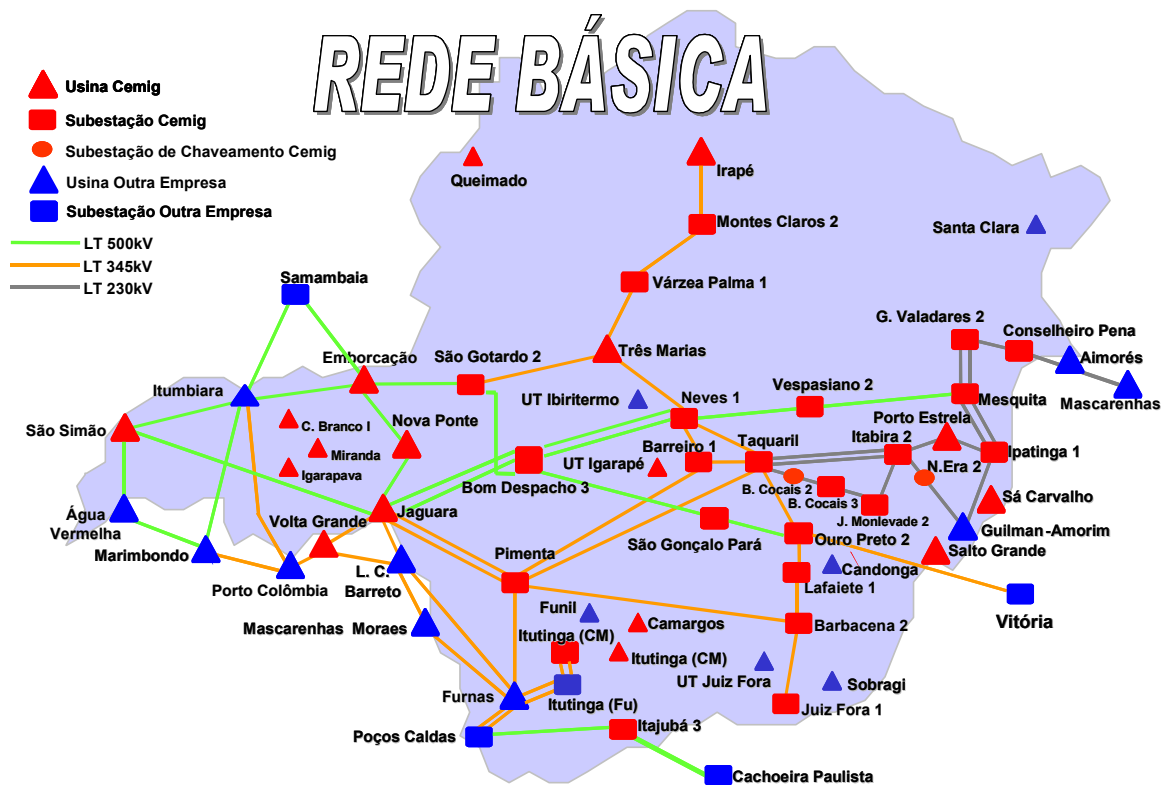 REDE BÁSICA
Usina Cemig
Subestação Cemig
Subestação de Chaveamento Cemig
Usina Outra Empresa
Subestação Outra Empresa
LT 500kV
LT 345kV
LT 230kV
Queimado
Irapé
Montes Claros 2
Santa Clara
Samambaia
Várzea Palma 1
G. Valadares 2
Conselheiro Pena
Aimorés
Mascarenhas
Emborcação
São Gotardo 2
Três Marias
Itumbiara
UT Ibiritermo
Neves 1
Vespasiano 2
Mesquita
São Simão
C. Branco I
Nova Ponte
Miranda
Igarapava
Barreiro 1
Taquaril
Porto Estrela
Itabira 2
Ipatinga 1
UT Igarapé
Bom Despacho 3
N.Era 2
B. Cocais 2
B. Cocais 3
Sá Carvalho
Água
Vermelha
Volta Grande
Jaguara
J. Monlevade 2
Guilman -Amorim
São Gonçalo Pará
Ouro Preto 2
Salto Grande
Marimbondo
Pimenta
Candonga
Porto Colômbia
L. C.
Barreto
Lafaiete 1
Vitória
Funil
Mascarenhas Moraes
Camargos
Barbacena 2
Itutinga (CM)
Itutinga (CM)
UT Juiz Fora
Sobragi
Furnas
Itutinga (Fu)
Juiz Fora 1
Poços Caldas
Itajubá 3
Cachoeira Paulista